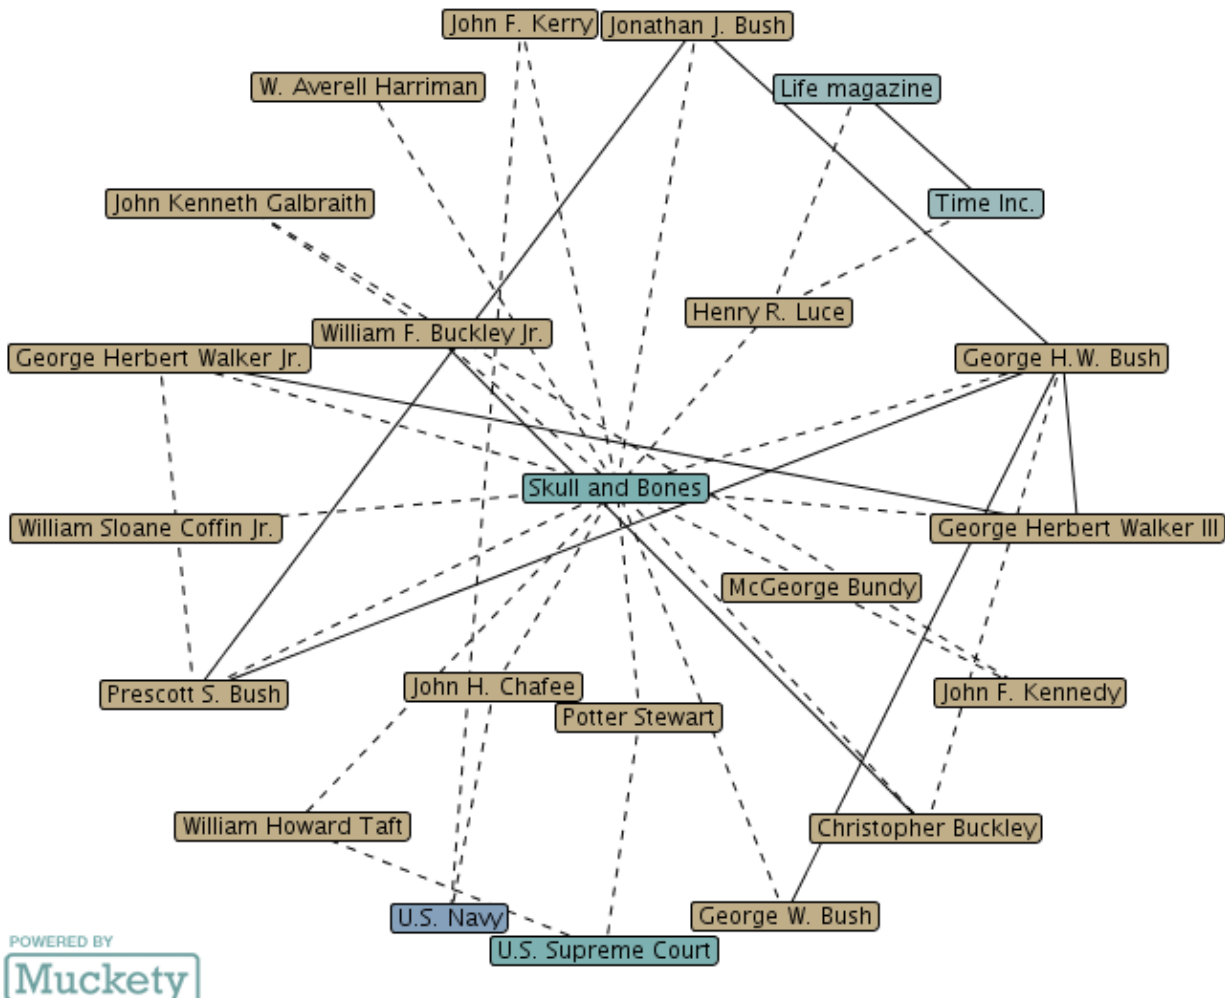 John F. Kerry
Jonathan J. Bush
W. Averell Harriman
Life magazine
John Kenneth Galbraith
Time Inc.
Henry R. Luce
William F. Buckley Jr.
George Herbert Walker Jr.
George H.W. Bush
Skull and Bones
William Sloane Coffin Jr.
George Herbert Walker III
McGeorge Bundy
Prescott S. Bush
John H. Chafee
John F. Kennedy
Potter Stewart
William Howard Taft
Christopher Buckley
U.S. Navy
George W. Bush
U.S. Supreme Court
POWERED BY
Muckety